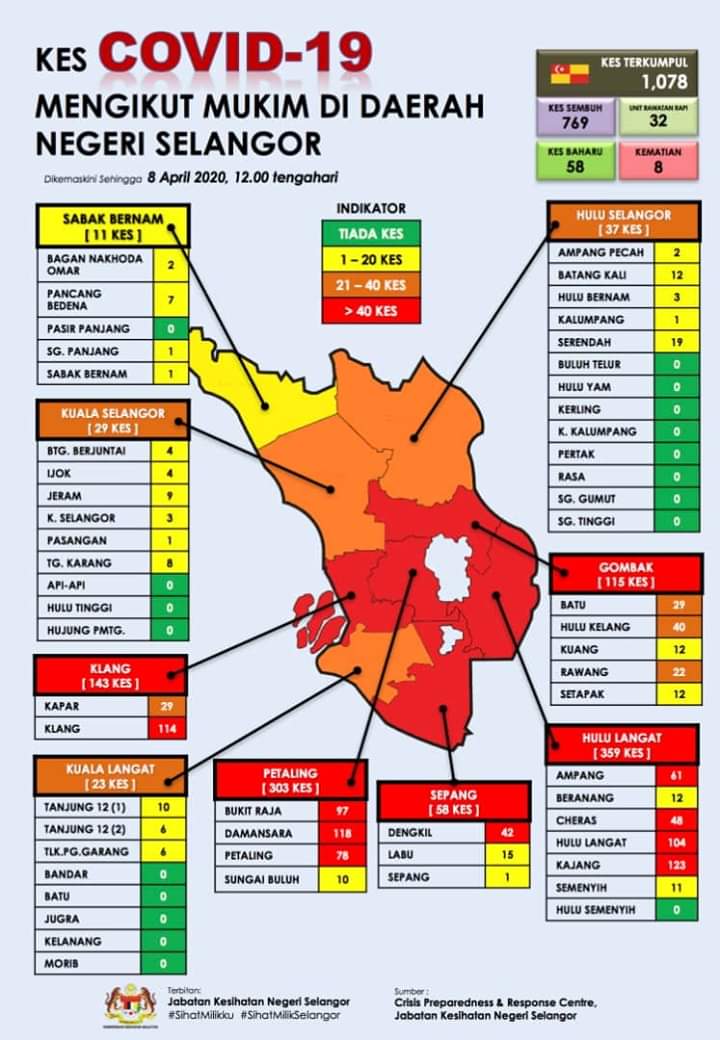 KES COVID-19
MENGIKUT MUKIM DI DAERAH
NEGERI SELANGOR
Dikemaskini Sehingga 8 April 2020, 12.00 tengahari
KES TERKUMPUL
1,078
KES SEMBUH
769
UNIT RAWATAN RAPI
32
KES BAHARU
58
KEMATIAN
8
INDIKATOR
TIADA KES
1 – 20 KES
21 – 40 KES
> 40 KES
SABAK BERNAM
[ 11 KES ]
BAGAN NAKHODA
OMAR 2
PANCANG
BEDENA 7
PASIR PANJANG 0
SG. PANJANG 1
SABAK BERNAM 1
KUALA SELANGOR
[ 29 KES ]
BTG. BERJUNTAI 4
IJOK 4
JERAM 9
K. SELANGOR 3
PASANGAN 1
TG. KARANG 8
API-API 0
HULU TINGGI 0
HUJUNG PMTG. 0
KLANG
[ 143 KES ]
KAPAR 29
KLANG 114
KUALA LANGAT
[ 23 KES ]
TANJUNG 12 (1) 10
TANJUNG 12 (2) 6
TLK.PG.GARANG 6
BANDAR 0
BATU 0
JUGRA 0
KELANANG 0
MORIB 0
PETALING
[ 303 KES ]
BUKIT RAJA 97
DAMANSARA 118
PETALING 78
SUNGAI BULUH 10
SEPANG
[ 58 KES ]
DENGKIL 42
LABU 15
SEPANG 1
HULU SELANGOR
[ 37 KES ]
AMPANG PECAH 2
BATANG KALI 12
HULU BERNAM 3
KALUMPANG 1
SERENDAH 19
BULUH TELUR 0
HULU YAM 0
KERLING 0
K. KALUMPANG 0
PERTAK 0
RASA 0
SG. GUMUT 0
SG. TINGGI 0
GOMBAK
[ 115 KES ]
BATU 29
HULU KELANG 40
KUANG 12
RAWANG 22
SETAPAK 12
HULU LANGAT
[ 359 KES ]
AMPANG 61
BERANANG 12
CHERAS 48
HULU LANGAT 104
KAJANG 123
SEMENYIH 11
HULU SEMENYIH 0
Terbitan:
Jabatan Kesihatan Negeri Selangor
#SihatMilikku #SihatMilikSelangor
Sumber :
Crisis Preparedness & Response Centre,
Jabatan Kesihatan Negeri Selangor